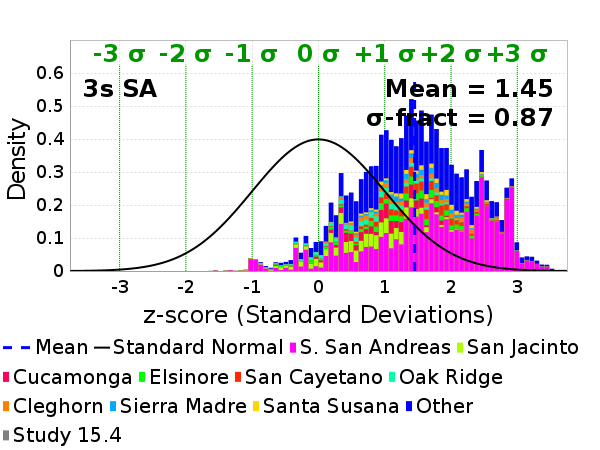 -3 σ -2 σ -1 σ 0 σ +1 σ +2 σ +3 σ
3s SA
Mean = 1.45
σ-fract = 0.87
Density
0.6
0.5
0.4
0.3
0.2
0.1
0
-3 -2 -1 0 1 2 3
z-score (Standard Deviations)
Mean Standard Normal S. San Andreas San Jacinto
Cucamonga Elsinore San Cayetano Oak Ridge
Cleghorn Sierra Madre Santa Susana Other
Study 15.4